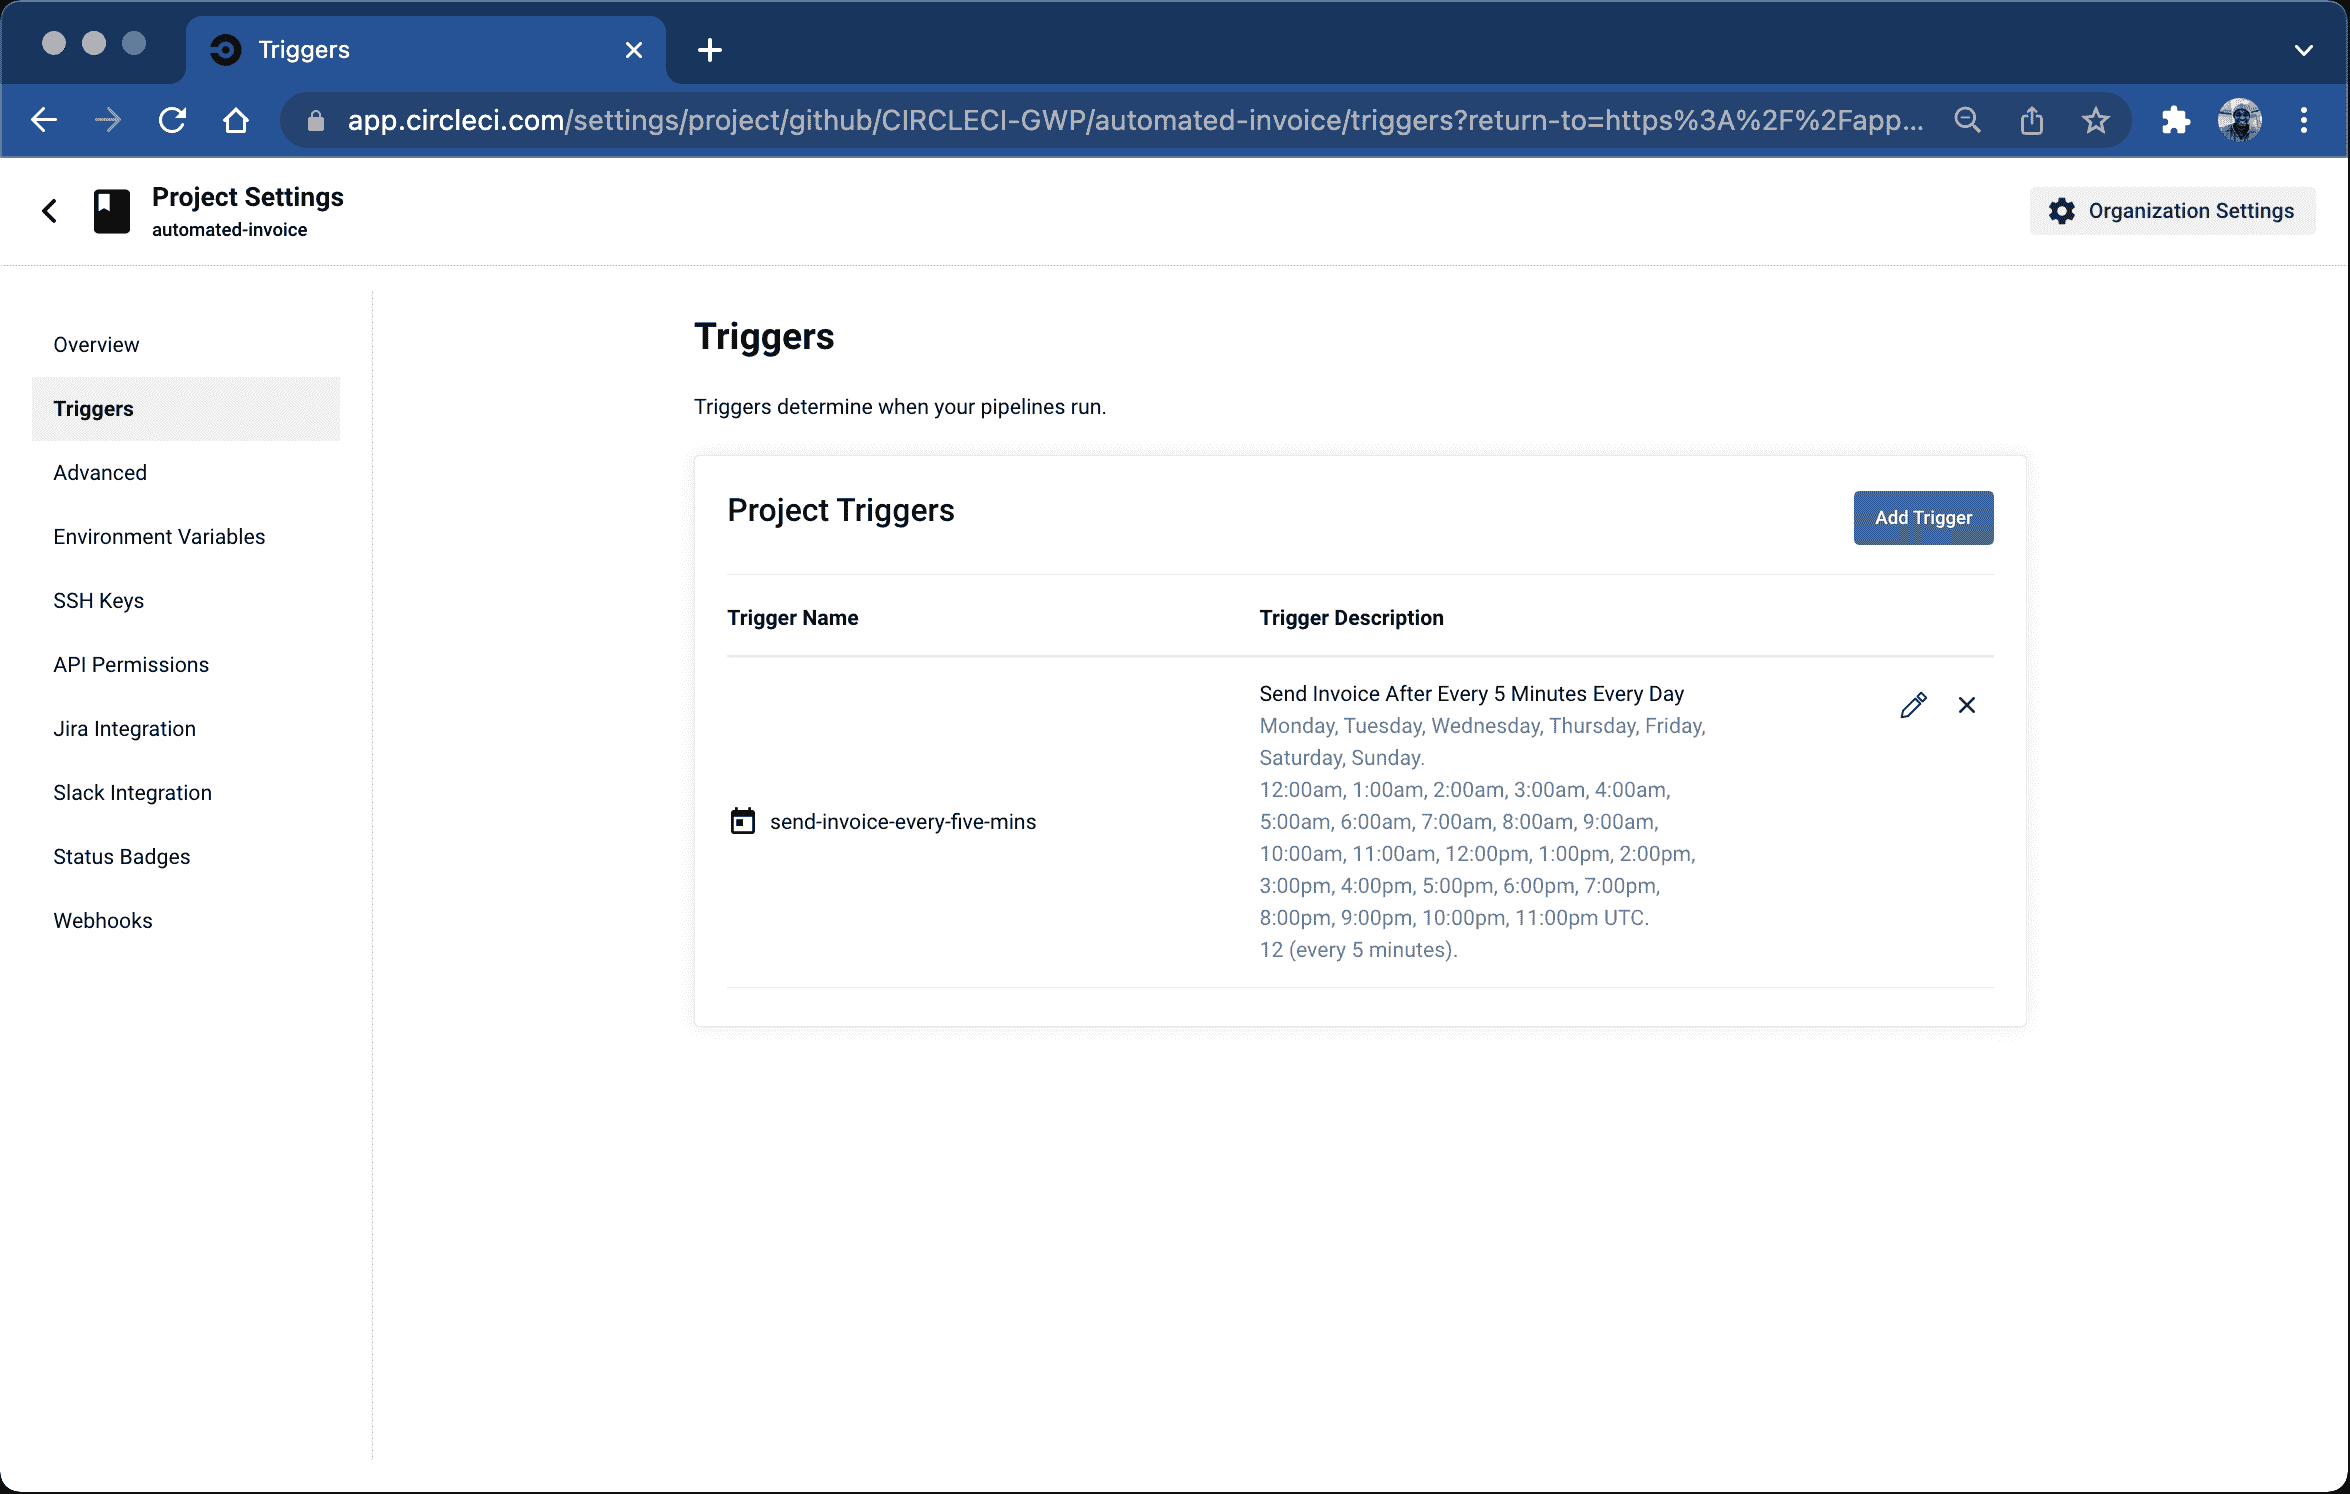 Triggers
app.circleci.com/settings/project/github/CIRCLECI-GWP/automated-invoice/triggers?return-to=https%3A%2F%2Fapp...
Project Settings
automated-invoice
Organization Settings
Overview
Triggers
Advanced
Environment Variables
SSH Keys
API Permissions
Jira Integration
Slack Integration
Status Badges
Webhooks
Triggers
Triggers determine when your pipelines run.
Project Triggers
Add Trigger
Trigger Name
Trigger Description
send-invoice-every-five-mins
Send Invoice After Every 5 Minutes Every Day
Monday, Tuesday, Wednesday, Thursday, Friday,
Saturday, Sunday.
12:00am, 1:00am, 2:00am, 3:00am, 4:00am,
5:00am, 6:00am, 7:00am, 8:00am, 9:00am,
10:00am, 11:00am, 12:00pm, 1:00pm, 2:00pm,
3:00pm, 4:00pm, 5:00pm, 6:00pm, 7:00pm,
8:00pm, 9:00pm, 10:00pm, 11:00pm UTC.
12 (every 5 minutes).